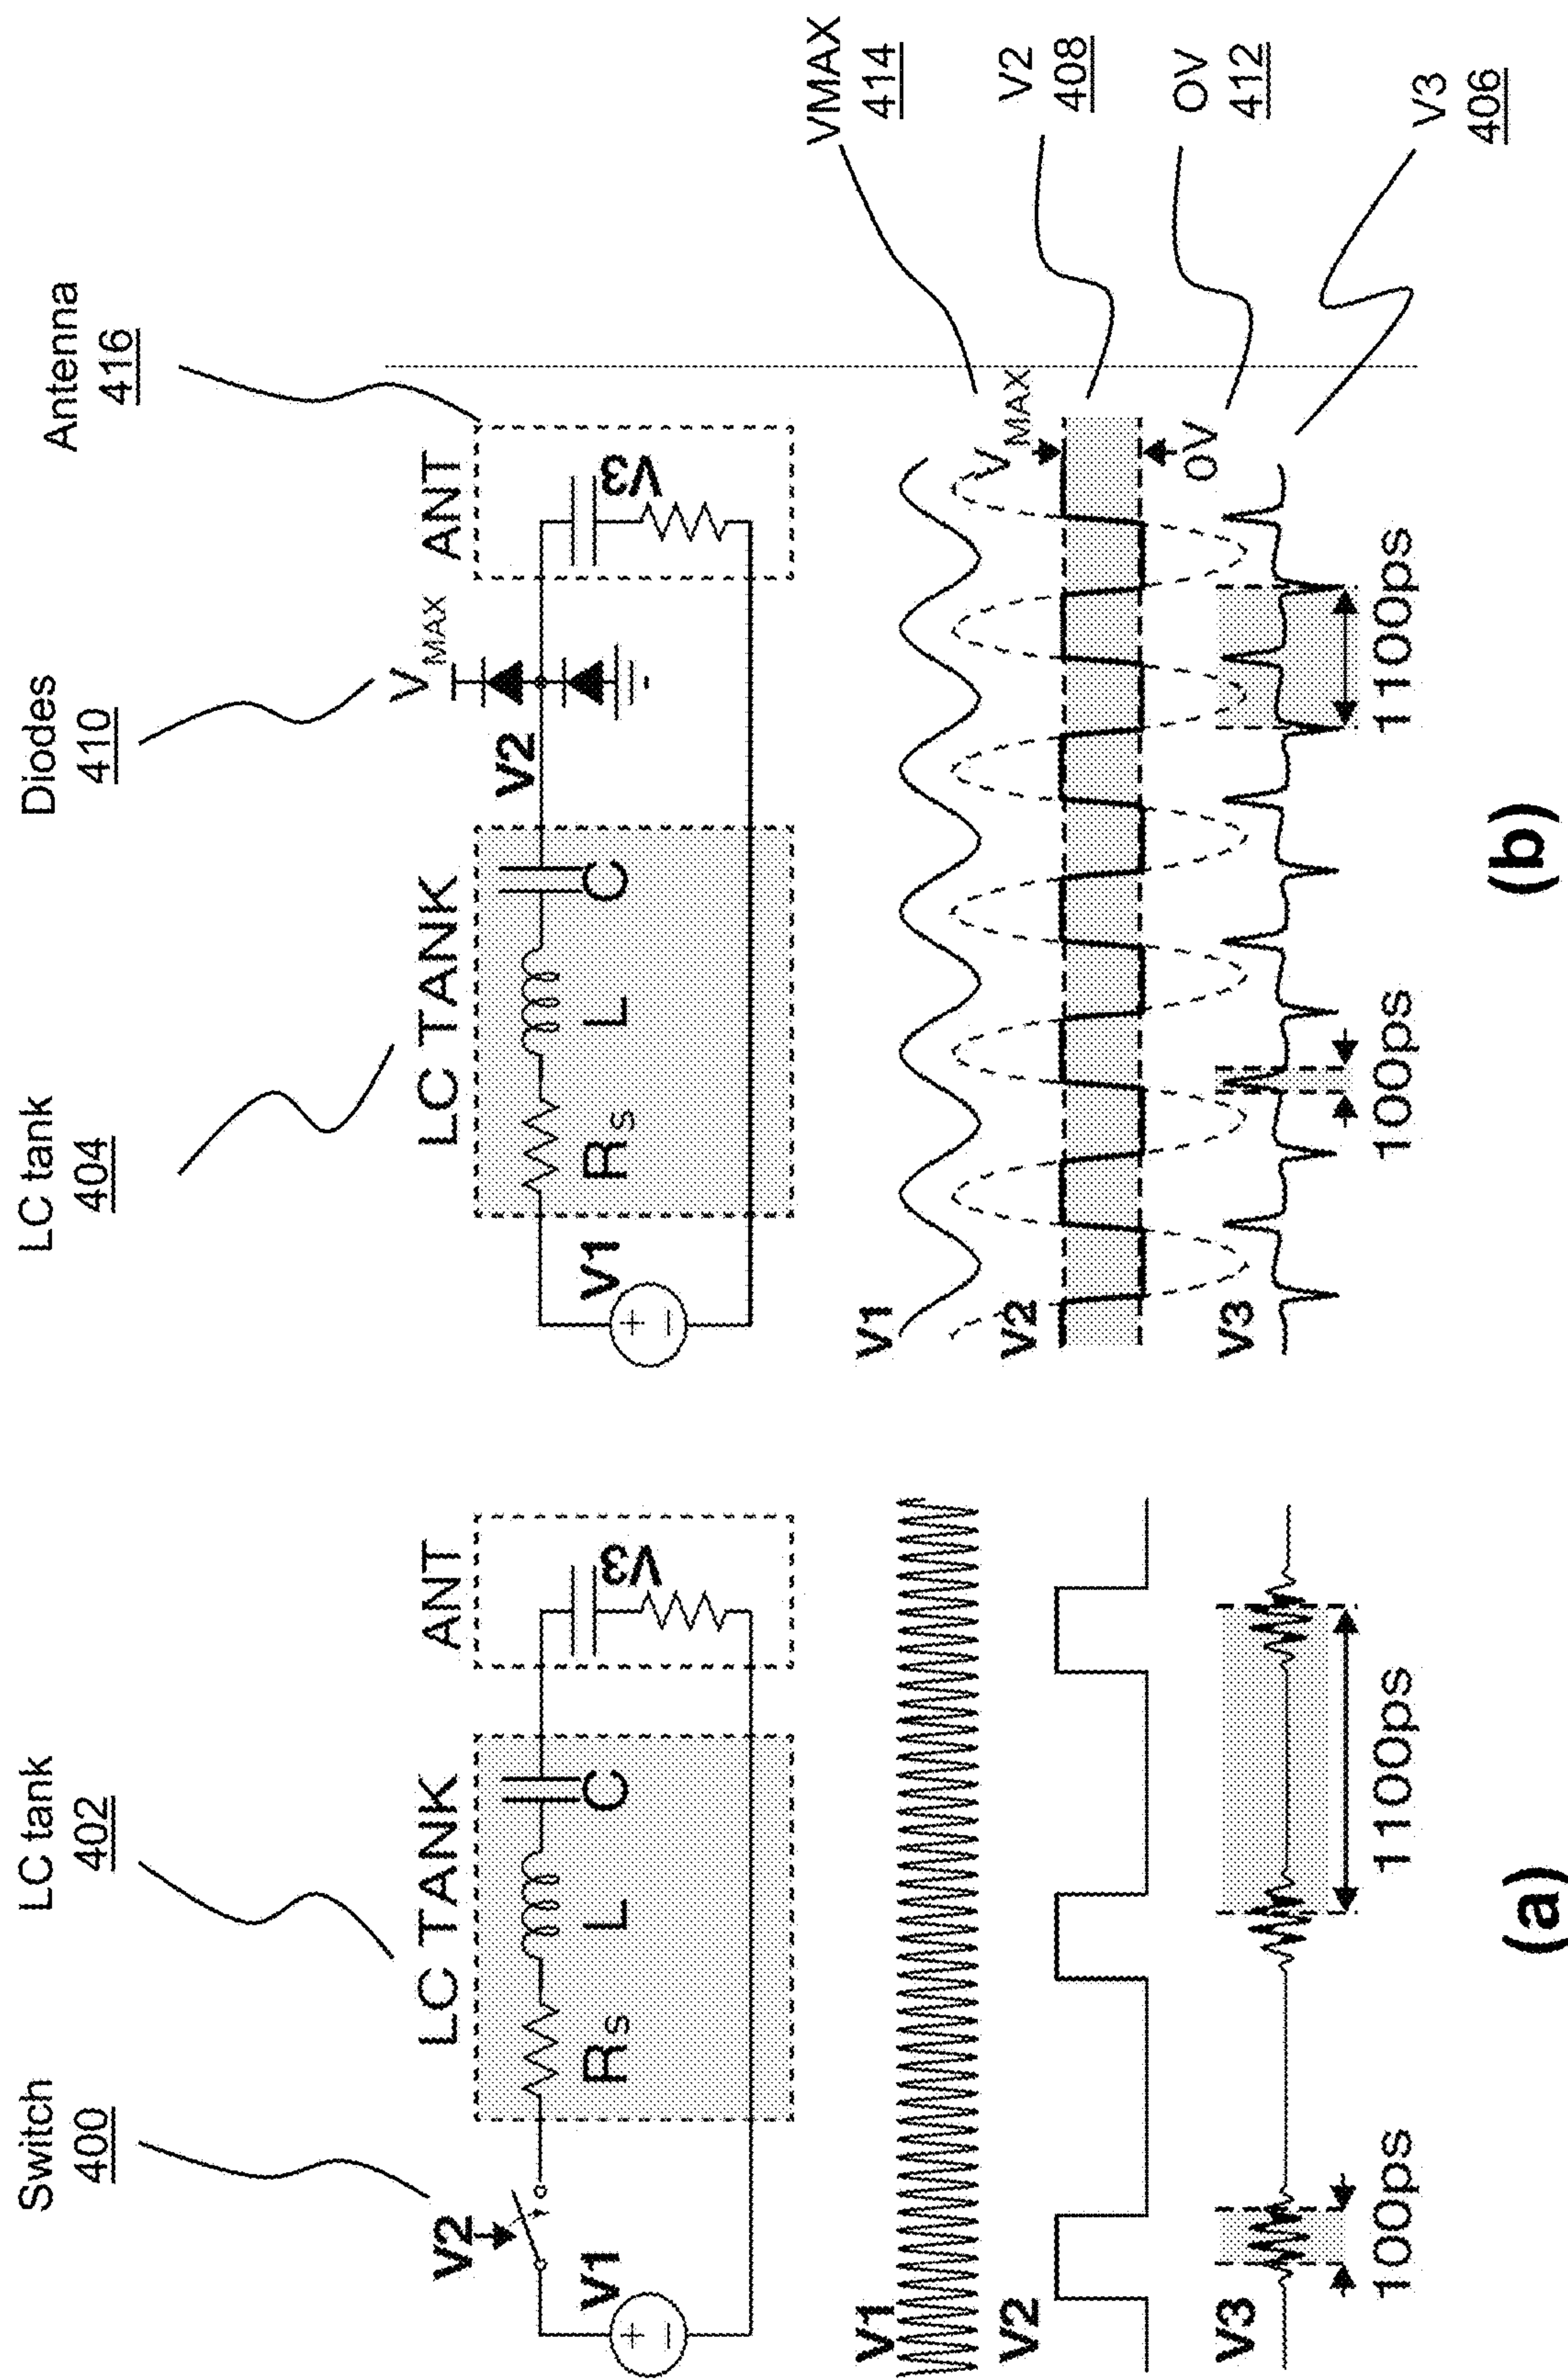 Switch
400
LC tank
402
V2
LC TANK
ANT
V1
RS
L
C
V3
V1
V2
V3
100ps
1100ps
(a)
LC tank
404
Diodes
410
Antenna
416
LC TANK
VMAX
ANT
V2
V1
RS
L
C
V3
V1
VMAX
V2
0V
V3
100ps
1100ps
VMAX
414
V2
408
OV
412
V3
406
(b)